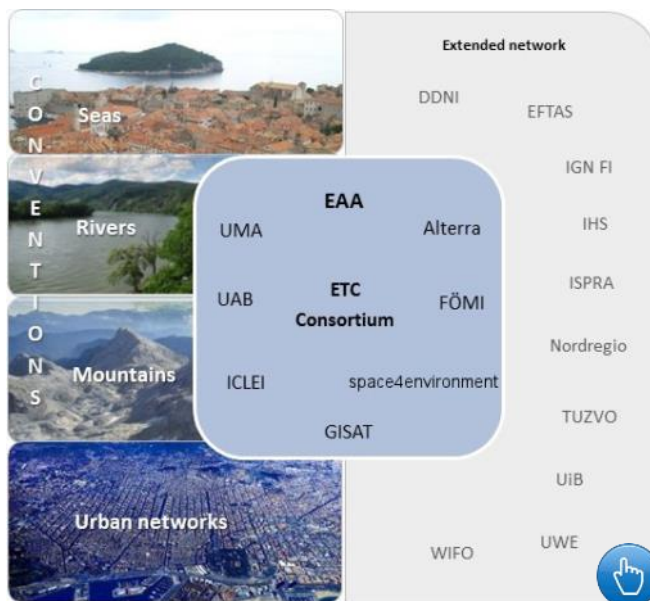 Extended network
DDNI
EFTAS
IGN FI
IHS
ISPRA
Nordregio
TUZVO
UiB
UWE
WIFO
CONVENTIONS
Seas
Rivers
Mountains
Urban networks
EAA
UMA
Alterra
UAB
ETC
Consortium
FÖMI
ICLEI
space4environment
GISAT